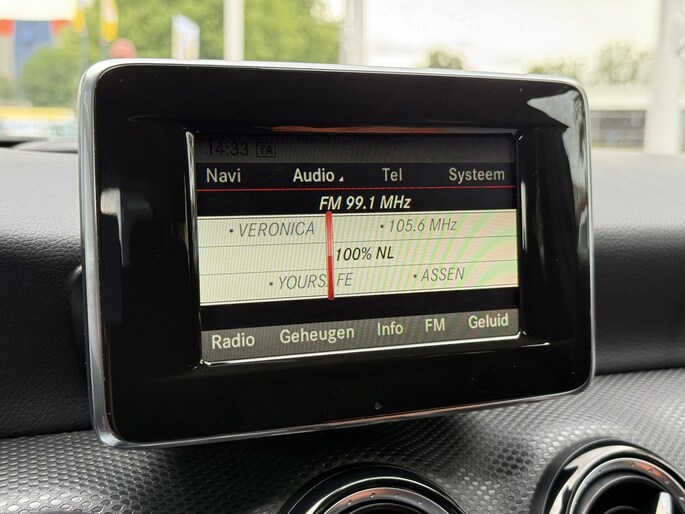 14:33 TA
Navi Audio Tel Systeem
FM 99.1 MHz
• VERONICA • 105.6 MHz
100% NL
• YOURSAFE • ASSEN
Radio Geheugen Info FM Geluid